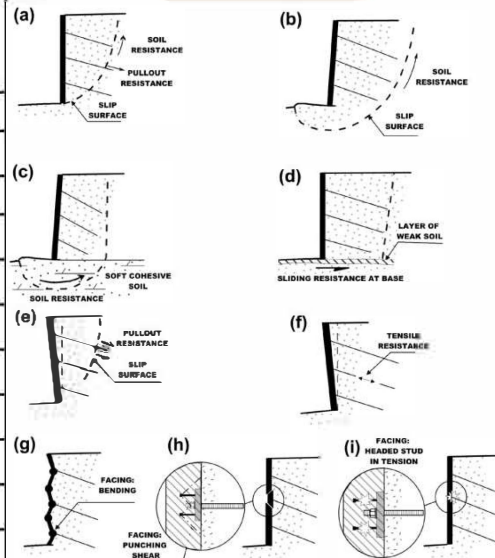 (a)
SOIL
RESISTANCE
PULLOUT
RESISTANCE
SLIP
SURFACE
(b)
SOIL
RESISTANCE
SLIP
SURFACE
(c)
SOFT COHESIVE
SOIL
SOIL RESISTANCE
(d)
LAYER OF
WEAK SOIL
SLIDING RESISTANCE AT BASE
(e)
PULLOUT
RESISTANCE
SLIP
SURFACE
(f)
TENSILE
RESISTANCE
(g)
FACING:
BENDING
(h)
FACING:
PUNCHING
SHEAR
(i)
FACING:
HEADED STUD
IN TENSION